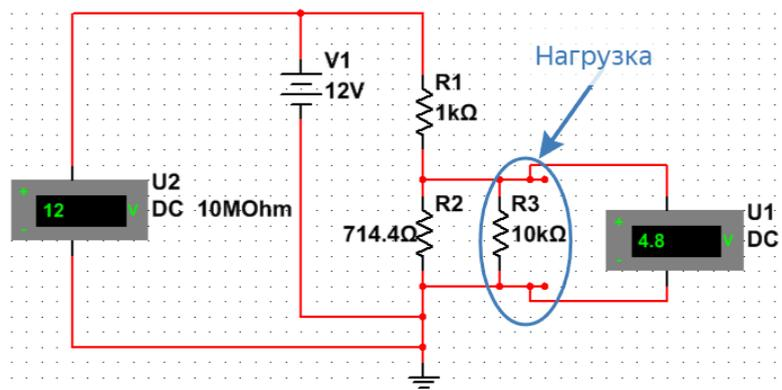 Нагрузка
V1
12V
R1
1kΩ
U2
DC 10MOhm
+
12
V
-
R2
714.4Ω
R3
10kΩ
U1
DC
+
4.8
V
-